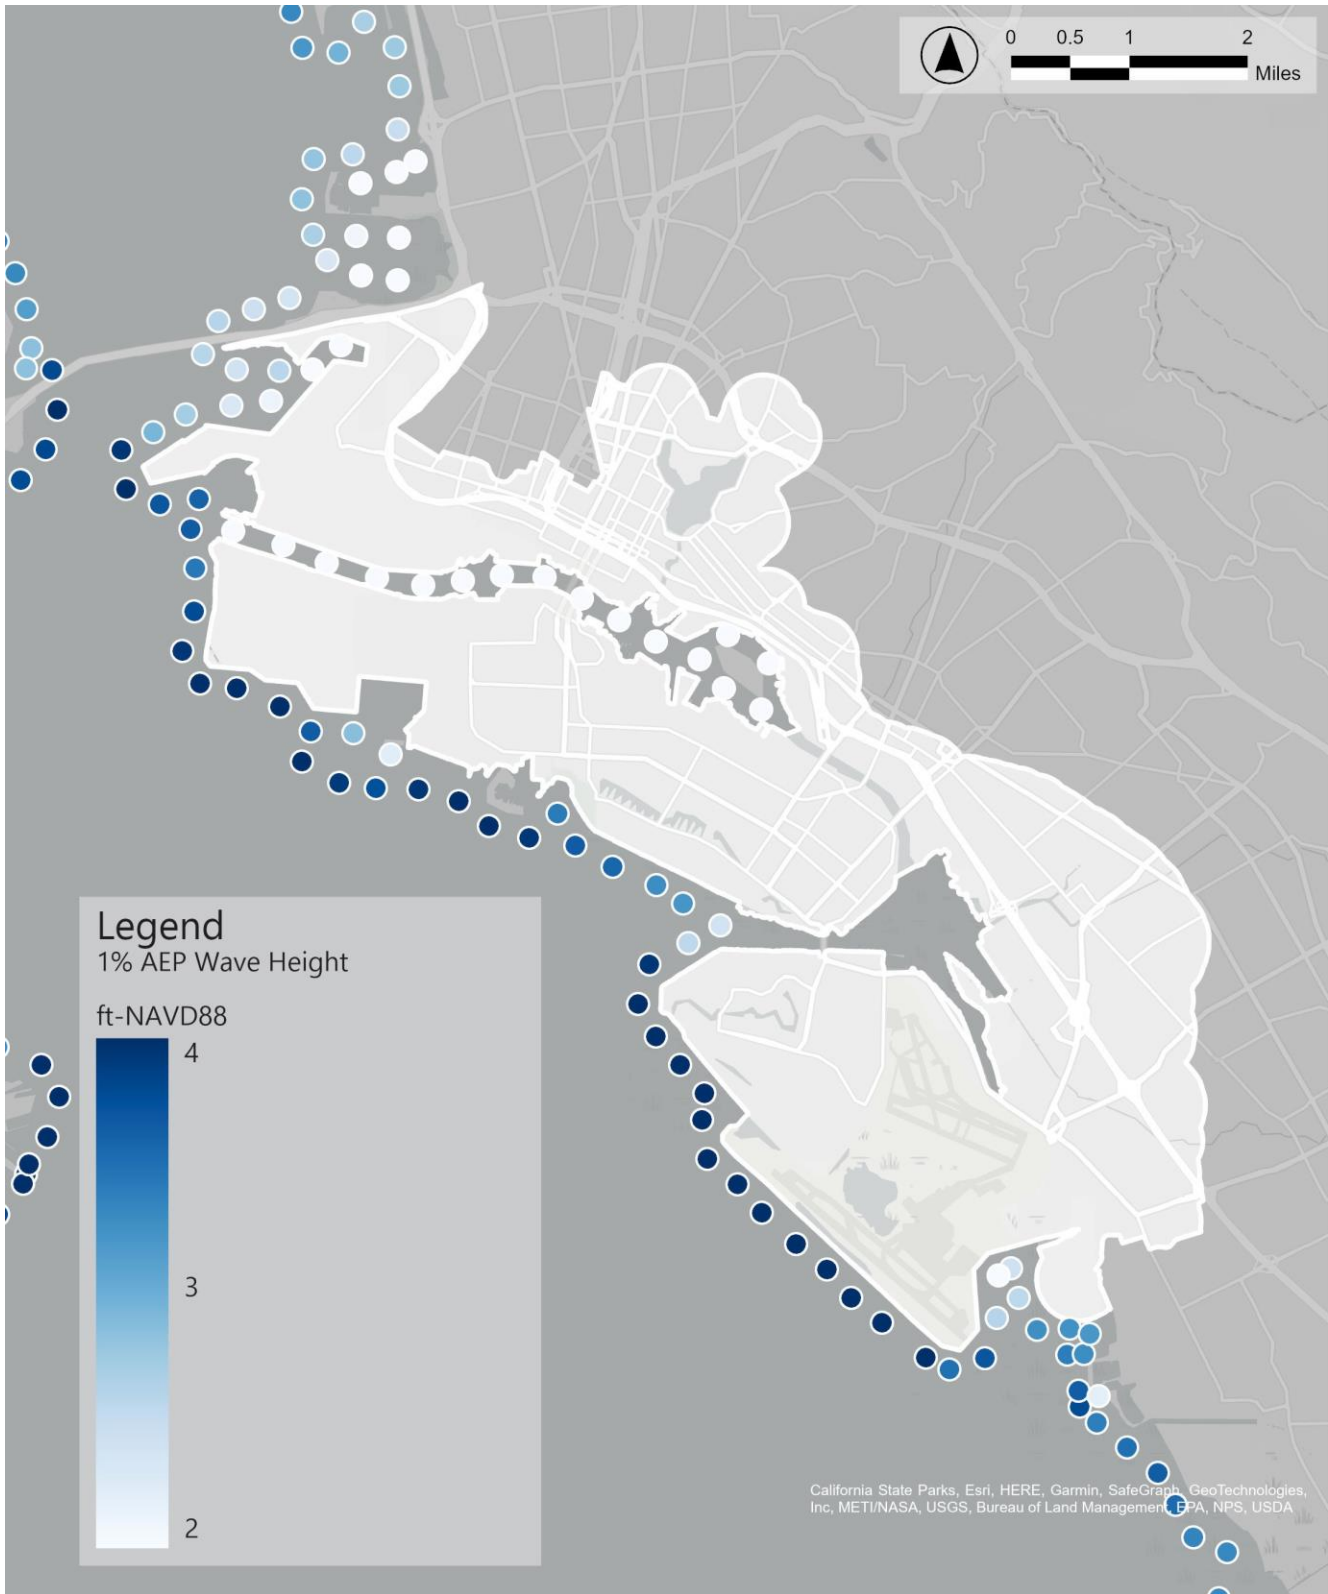 0 0.5 1 2
Miles
Legend
1% AEP Wave Height
ft-NAVD88
4
3
2
California State Parks, Esri, HERE, Garmin, SafeGraph, GeoTechnologies,
Inc, METI/NASA, USGS, Bureau of Land Management, EPA, NPS, USDA